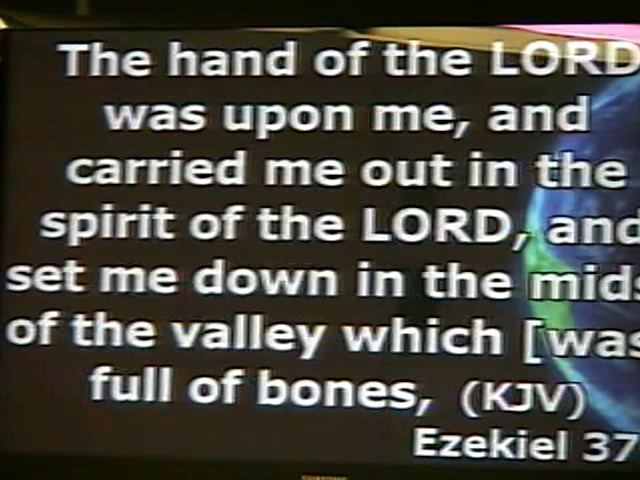 The hand of the LORD
was upon me, and
carried me out in the
spirit of the LORD, and
set me down in the mids
of the valley which [was
full of bones, (KJV)
Ezekiel 37